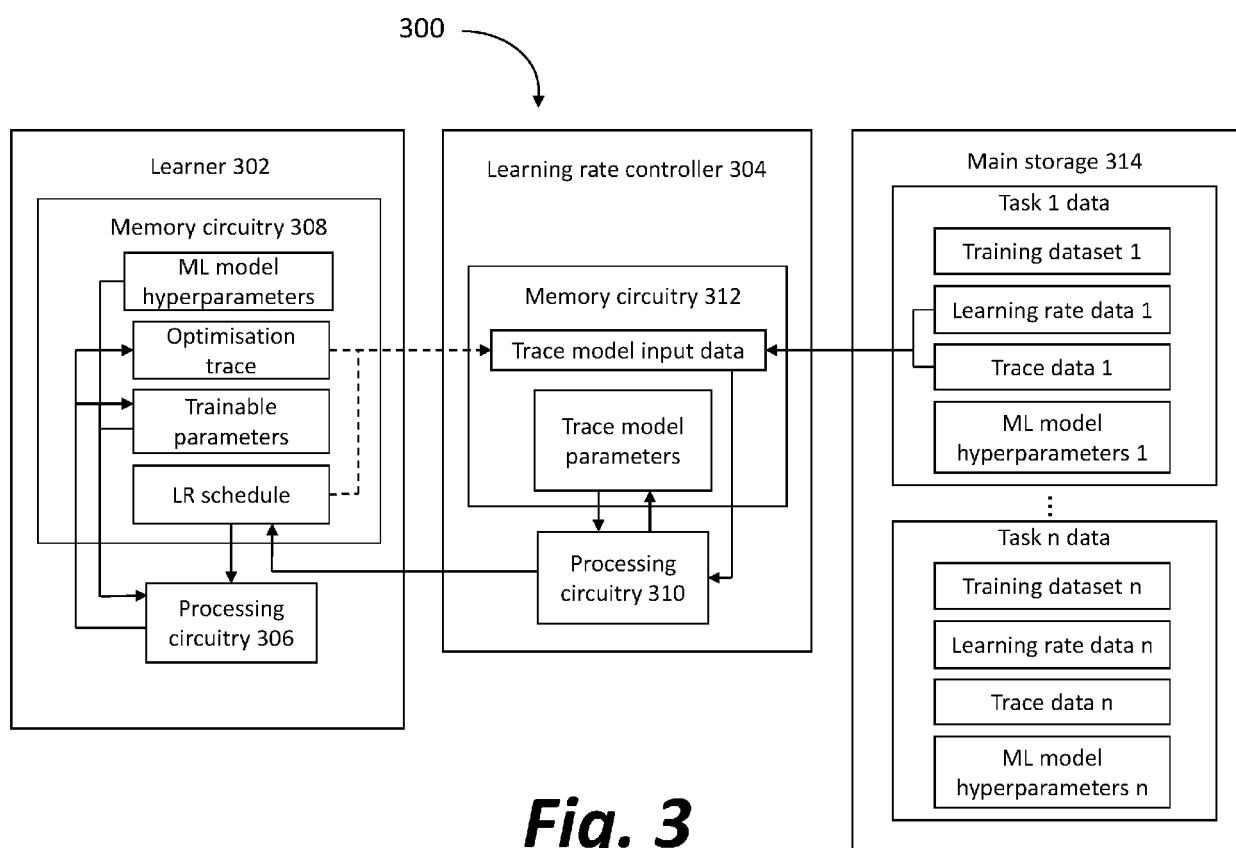 300
Learner 302
Memory circuitry 308
ML model
hyperparameters
Optimisation
trace
Trainable
parameters
LR schedule
Processing
circuitry 306
Learning rate controller 304
Memory circuitry 312
Trace model input data
Trace model
parameters
Processing
circuitry 310
Main storage 314
Task 1 data
Training dataset 1
Learning rate data 1
Trace data 1
ML model
hyperparameters 1
⋮
Task n data
Training dataset n
Learning rate data n
Trace data n
ML model
hyperparameters n
Fig. 3